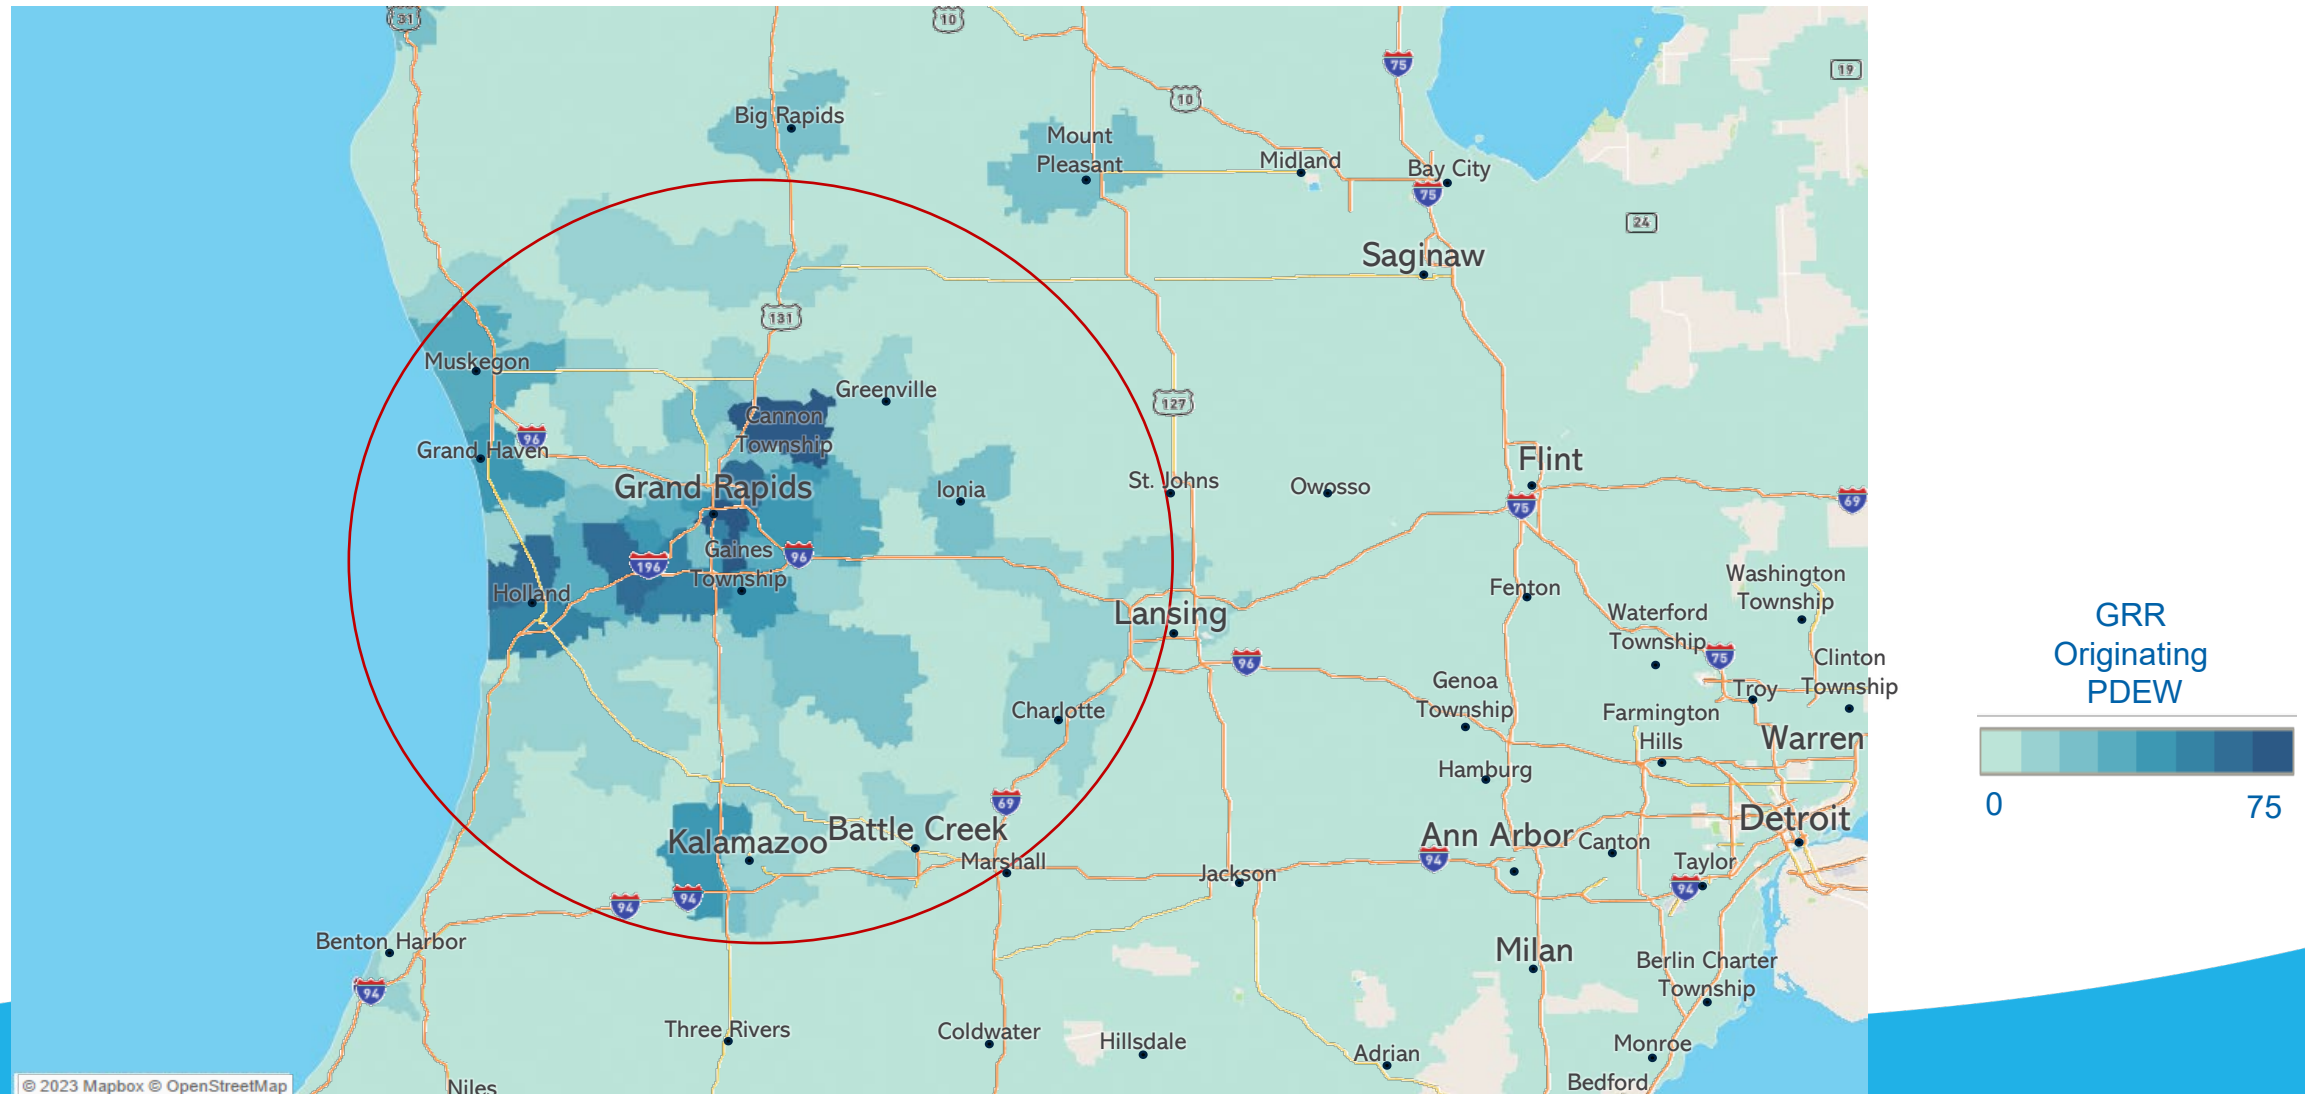 31
10
75
19
Big Rapids
10
Mount
Pleasant
Midland
Bay City
75
24
Saginaw
131
Muskegon
Greenville
127
Cannon
Township
96
Grand Haven
Flint
Grand Rapids
Ionia
St. Johns
Owosso
75
69
Gaines
Township
96
196
Holland
Lansing
Fenton
Washington
Township
Waterford
Township
75
96
Clinton
Township
Genoa
Township
Troy
Charlotte
Farmington
Hills
Warren
Hamburg
69
Detroit
Kalamazoo
Battle Creek
Ann Arbor
Canton
94
Marshall
Jackson
Taylor
94
94
94
Benton Harbor
Milan
Berlin Charter
Township
94
Three Rivers
Coldwater
Hillsdale
Adrian
Monroe
Bedford
Niles
© 2023 Mapbox © OpenStreetMap
GRR
Originating
PDEW
0
75